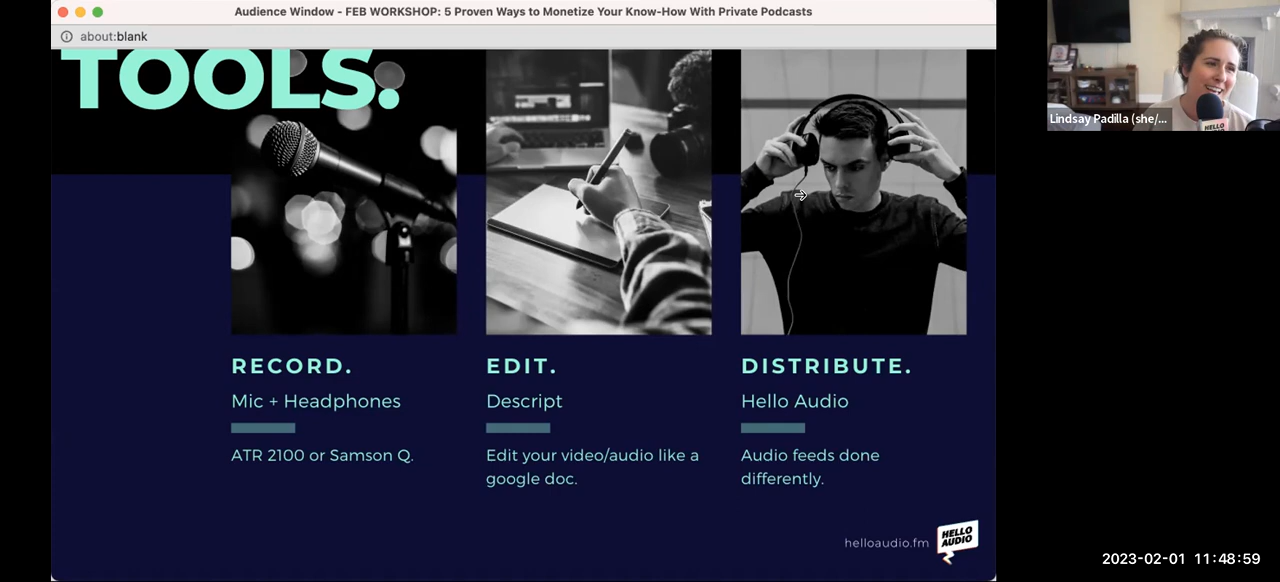 Audience Window - FEB WORKSHOP: 5 Proven Ways to Monetize Your Know-How With Private Podcasts
about:blank
TOOLS.
Lindsay Padilla (she/...
HELLO
RECORD.
Mic + Headphones
ATR 2100 or Samson Q.
EDIT.
Descript
Edit your video/audio like a
google doc.
DISTRIBUTE.
Hello Audio
Audio feeds done
differently.
helloaudio.fm
HELLO
AUDIO
2023-02-01 11:48:59